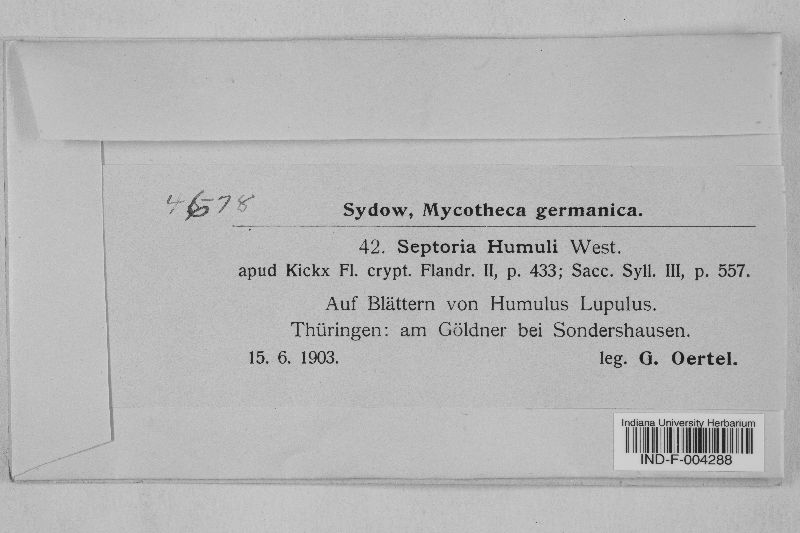 Sydow, Mycotheca germanica.
42. Septoria Humuli West.
apud Kickx Fl. crypt. Flandr. II, p. 433; Sacc. Syll. III, p. 557.
Auf Blättern von Humulus Lupulus.
Thüringen: am Göldner bei Sondershausen.
15. 6. 1903. leg. G. Oertel.
Indiana University Herbarium
IND-F-004288